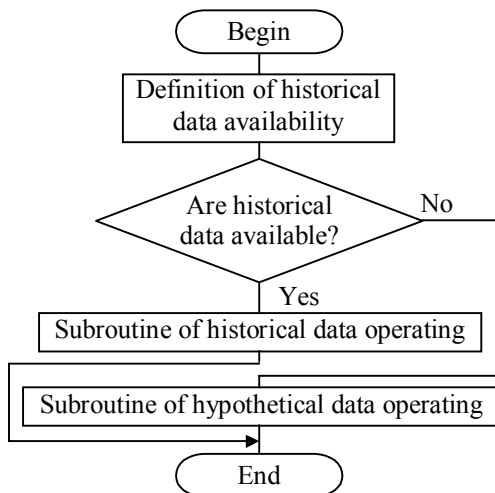 Begin
Definition of historical
data availability
Are historical
data available?
No
Yes
Subroutine of historical data operating
Subroutine of hypothetical data operating
End